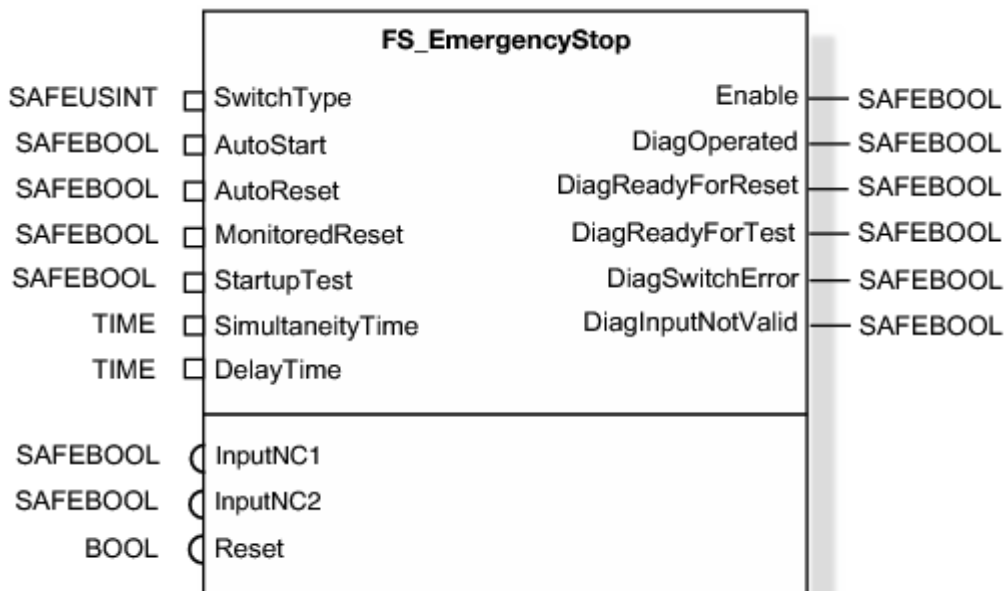 FS_EmergencyStop
SAFEUSINT SwitchType Enable SAFEBOOL
SAFEBOOL AutoStart DiagOperated SAFEBOOL
SAFEBOOL AutoReset DiagReadyForReset SAFEBOOL
SAFEBOOL MonitoredReset DiagReadyForTest SAFEBOOL
SAFEBOOL StartupTest DiagSwitchError SAFEBOOL
TIME SimultaneityTime DiagInputNotValid SAFEBOOL
TIME DelayTime
SAFEBOOL InputNC1
SAFEBOOL InputNC2
BOOL Reset